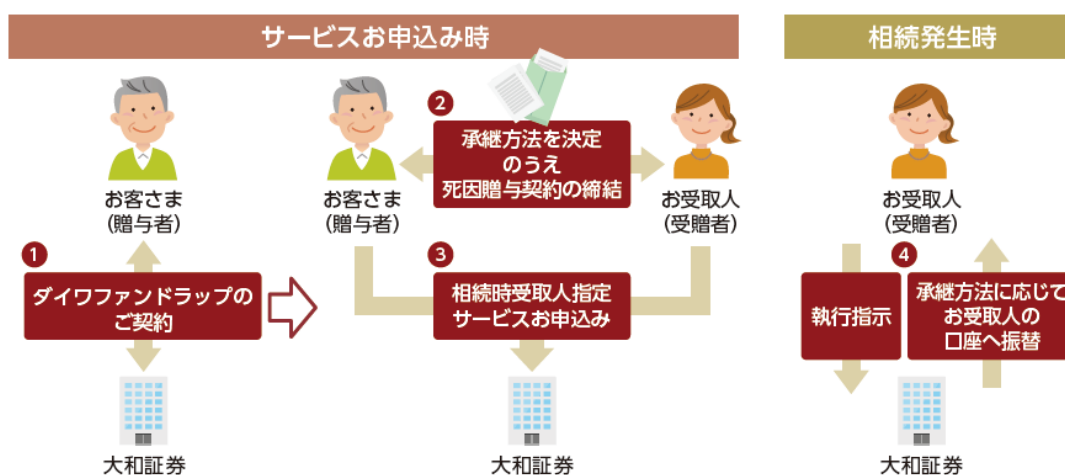 サービスお申込み時
相続発生時
お客さま
(贈与者)
1
ダイワファンドラップの
ご契約
大和証券
お客さま
(贈与者)
2
承継方法を決定
のうえ
死因贈与契約の締結
お受取人
(受贈者)
3
相続時受取人指定
サービスお申込み
大和証券
お受取人
(受贈者)
執行指示
4
承継方法に応じて
お受取人の
口座へ振替
大和証券